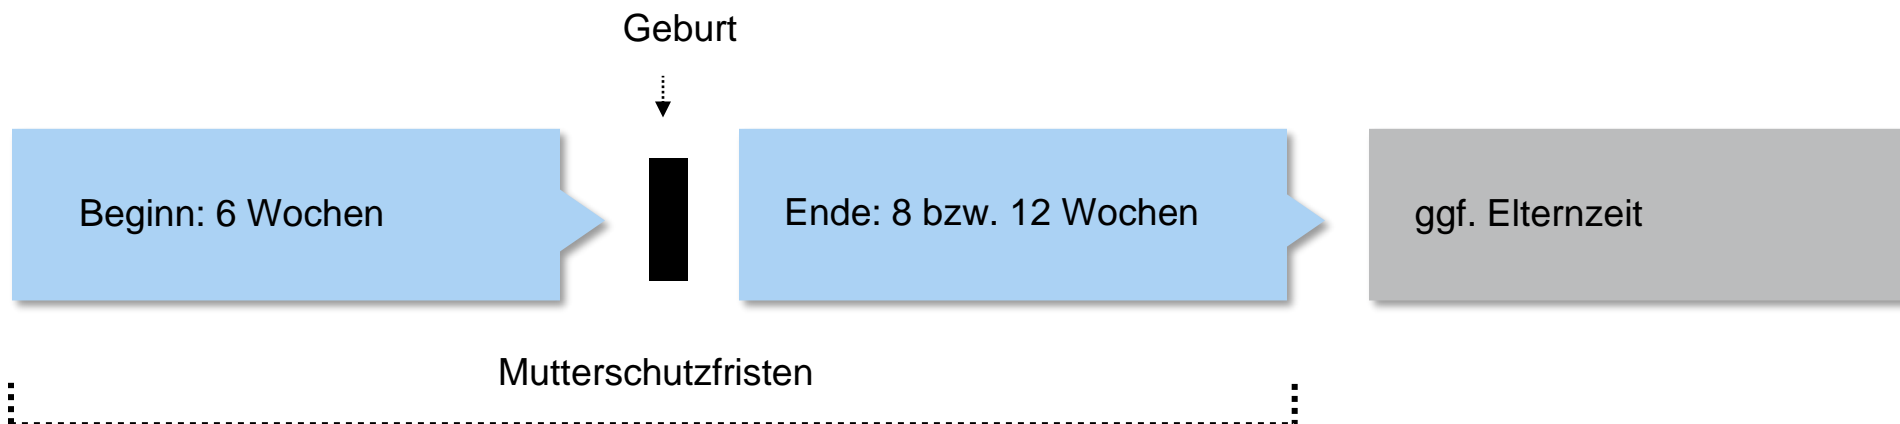 Geburt
Beginn: 6 Wochen
Ende: 8 bzw. 12 Wochen
ggf. Elternzeit
Mutterschutzfristen